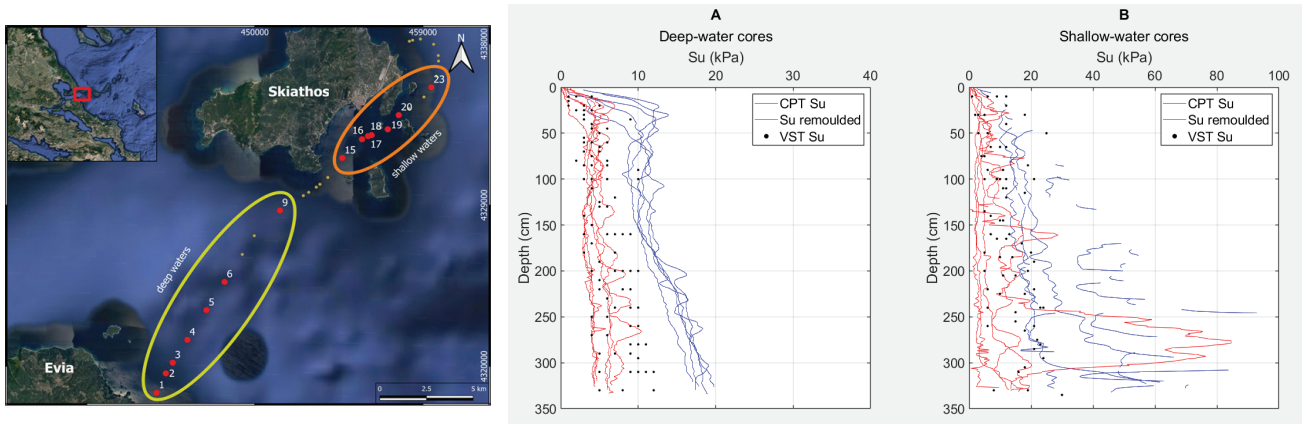 450000
459000
4338000
N
Skiathos
23
20
19
18
16
17
15
shallow waters
4329000
9
deep waters
6
5
4
3
2
1
Evia
4320000
0 2.5 5 km
A
Deep-water cores
Su (kPa)
0 10 20 30 40
CPT Su
Su remoulded
VST Su
0
50
100
150
200
250
300
350
Depth (cm)
B
Shallow-water cores
Su (kPa)
0 20 40 60 80 100
CPT Su
Su remoulded
VST Su
0
50
100
150
200
250
300
350
Depth (cm)